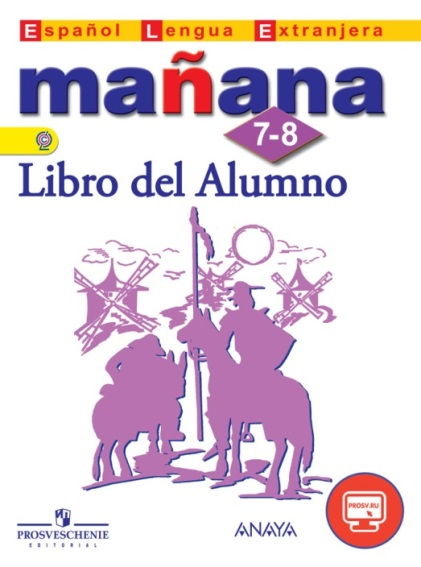 Español Lengua Extranjera
mañana
7-8
Libro del Alumno
PROSV.RU
PROSVESCHENIE
EDITORIAL
ANAYA